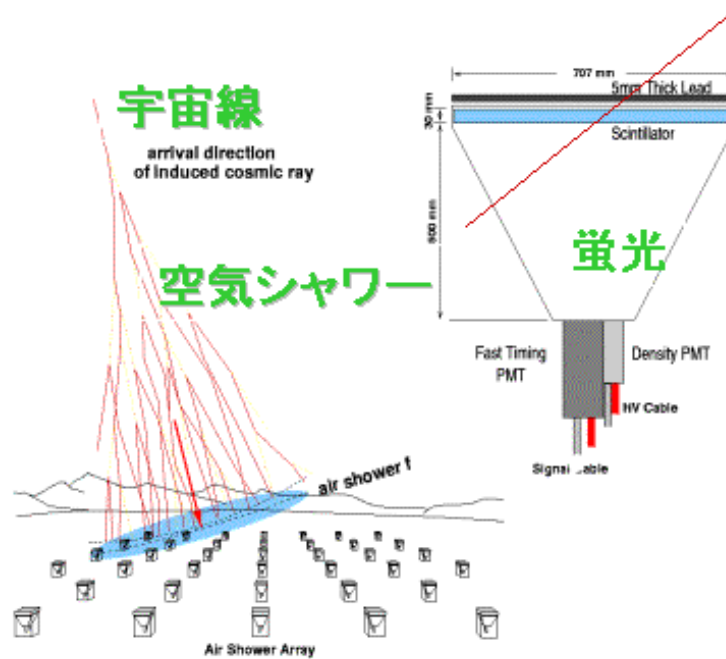 宇宙線
arrival direction
of induced cosmic ray
空気シャワー
air shower f
Air Shower Array
707 mm
5mm Thick Lead
30 mm
Scintillator
500 mm
蛍光
Fast Timing
PMT
Density PMT
HV Cable
Signal able